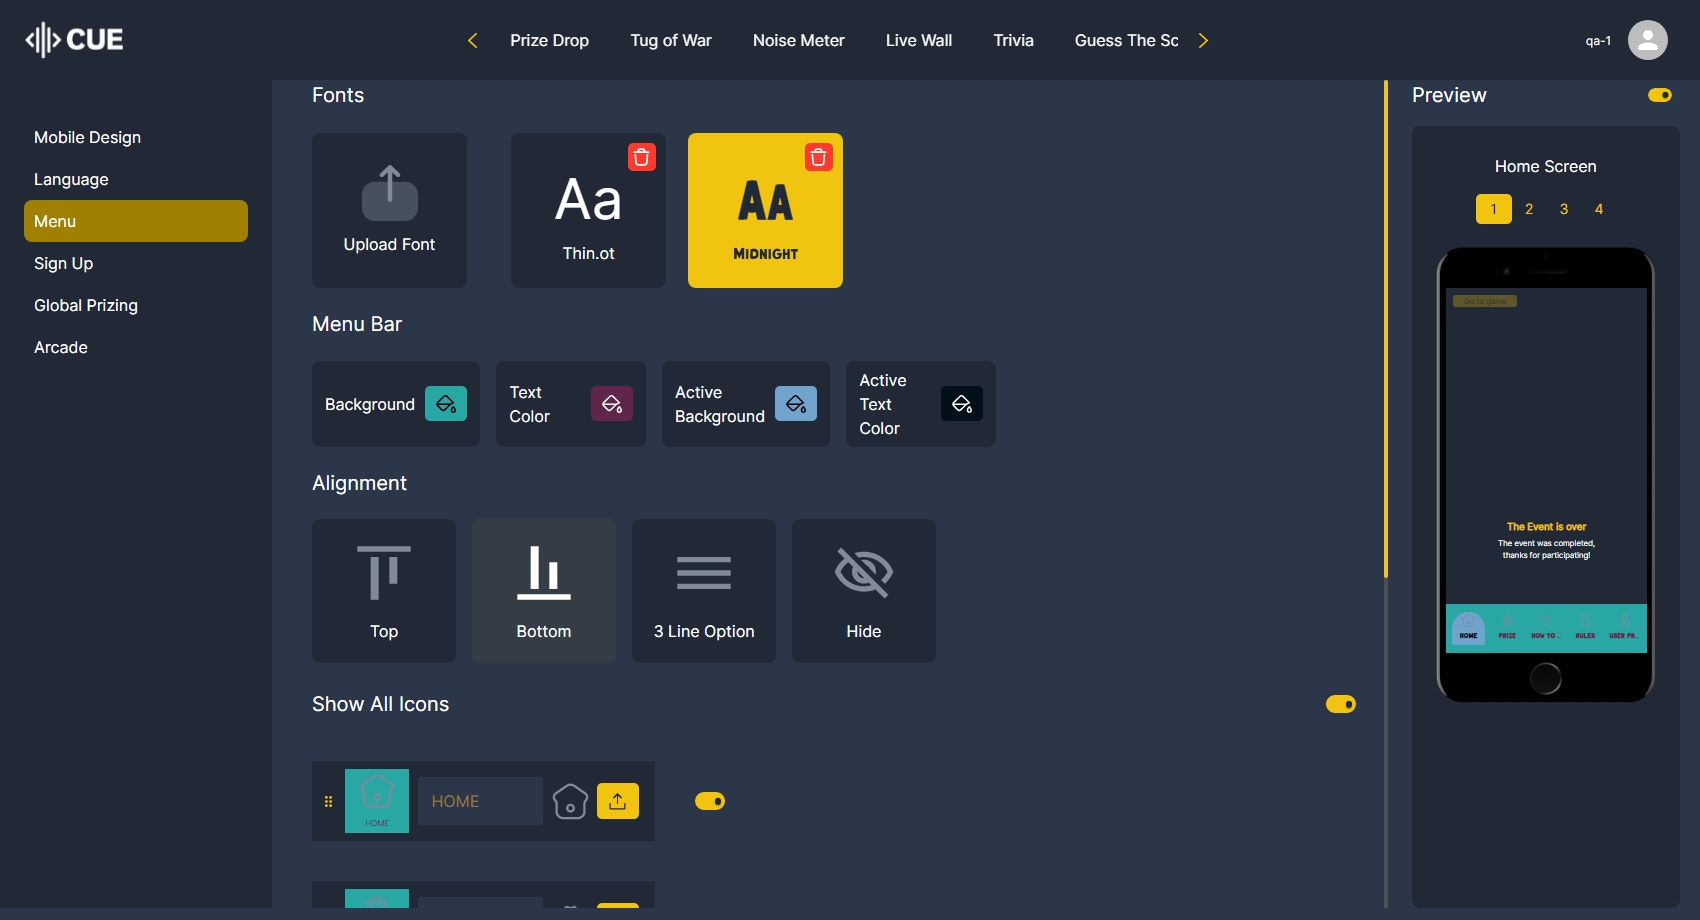 CUE
Prize Drop
Tug of War
Noise Meter
Live Wall
Trivia
Guess The Sc
qa-1
Mobile Design
Language
Menu
Sign Up
Global Prizing
Arcade
Fonts
Upload Font
Aa
Thin.ot
AA
MIDNIGHT
Menu Bar
Background
Text
Color
Active
Background
Active
Text
Color
Alignment
Top
Bottom
3 Line Option
Hide
Show All Icons
HOME
HOME
Preview
Home Screen
1 2 3 4
Go to game
The Event is over
The event was completed,
thanks for participating!
HOME
PRIZE
HOW TO ...
RULES
USER PR...